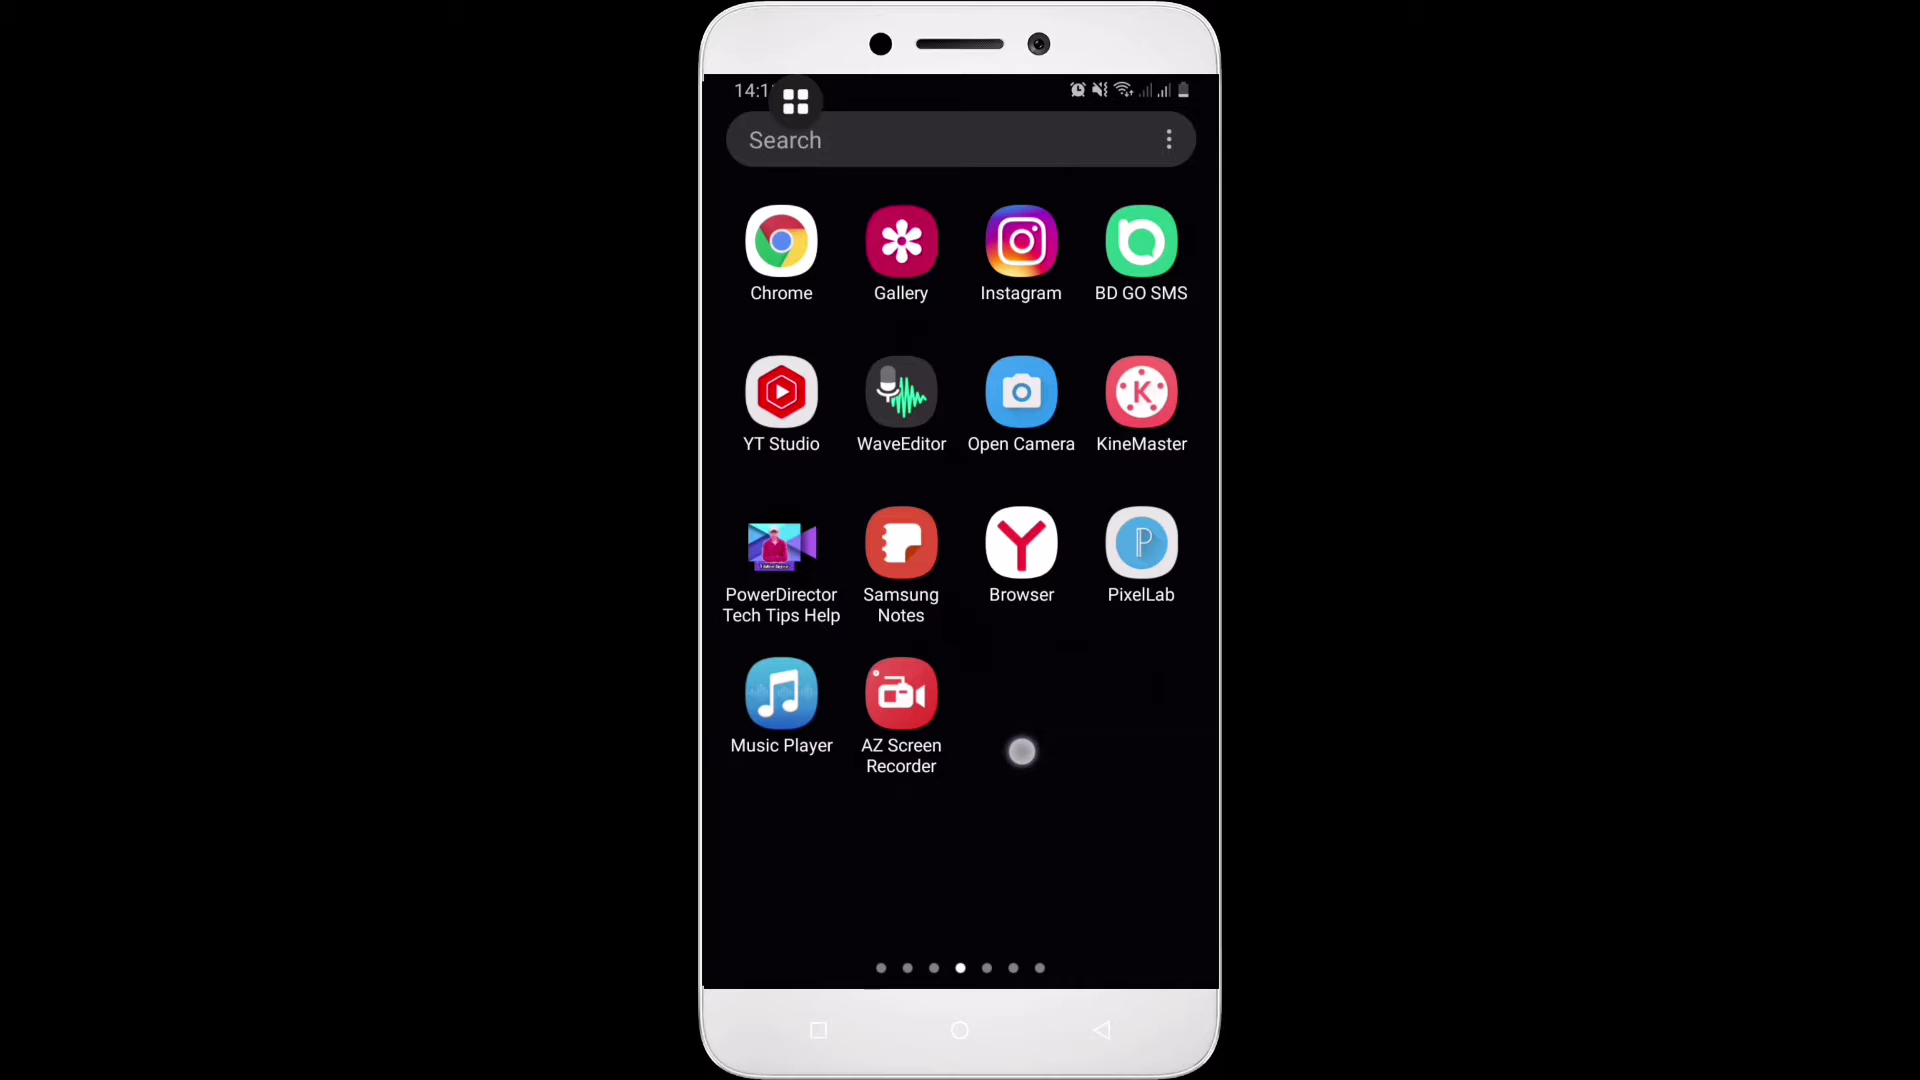 14:1
Search
Chrome Gallery Instagram BD GO SMS
YT Studio WaveEditor Open Camera KineMaster
PowerDirector Samsung Browser PixelLab
Tech Tips Help Notes
Music Player AZ Screen
Recorder